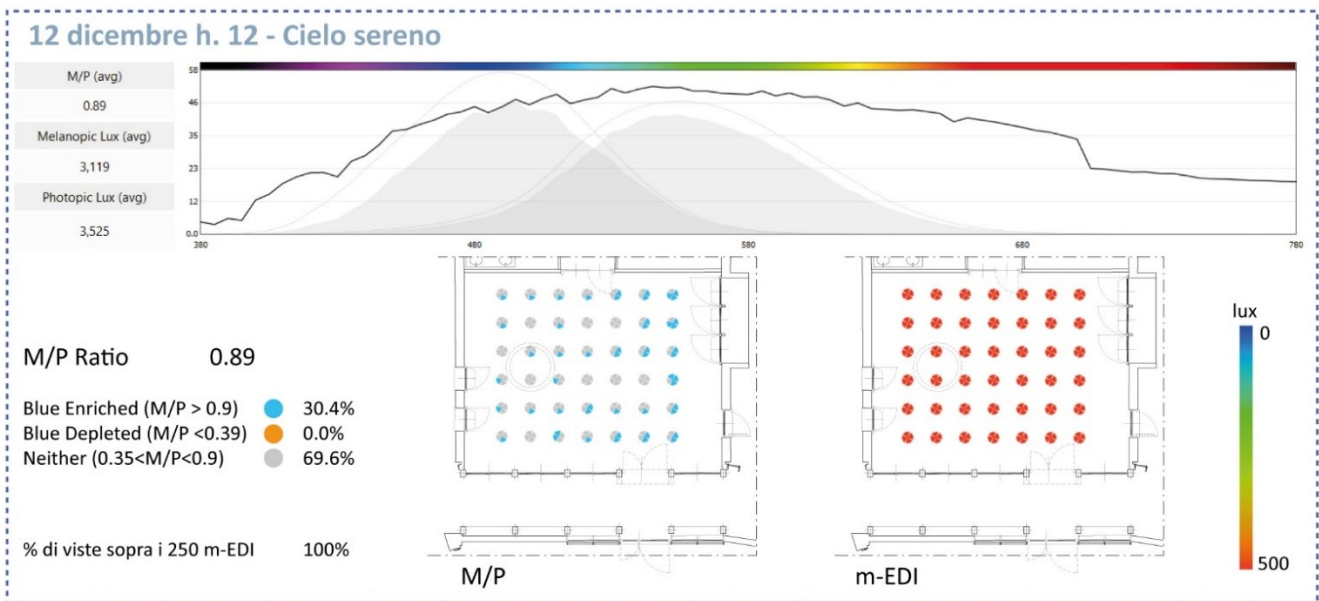 12 dicembre h. 12 - Cielo sereno
M/P (avg)
0.89
Melanopic Lux (avg)
3,119
Photopic Lux (avg)
3,525
58
46
35
23
12
0.0
380
480
580
680
780
M/P Ratio 0.89
Blue Enriched (M/P > 0.9) 30.4%
Blue Depleted (M/P <0.39) 0.0%
Neither (0.35<M/P<0.9) 69.6%
% di viste sopra i 250 m-EDI 100%
M/P
m-EDI
lux
0
500